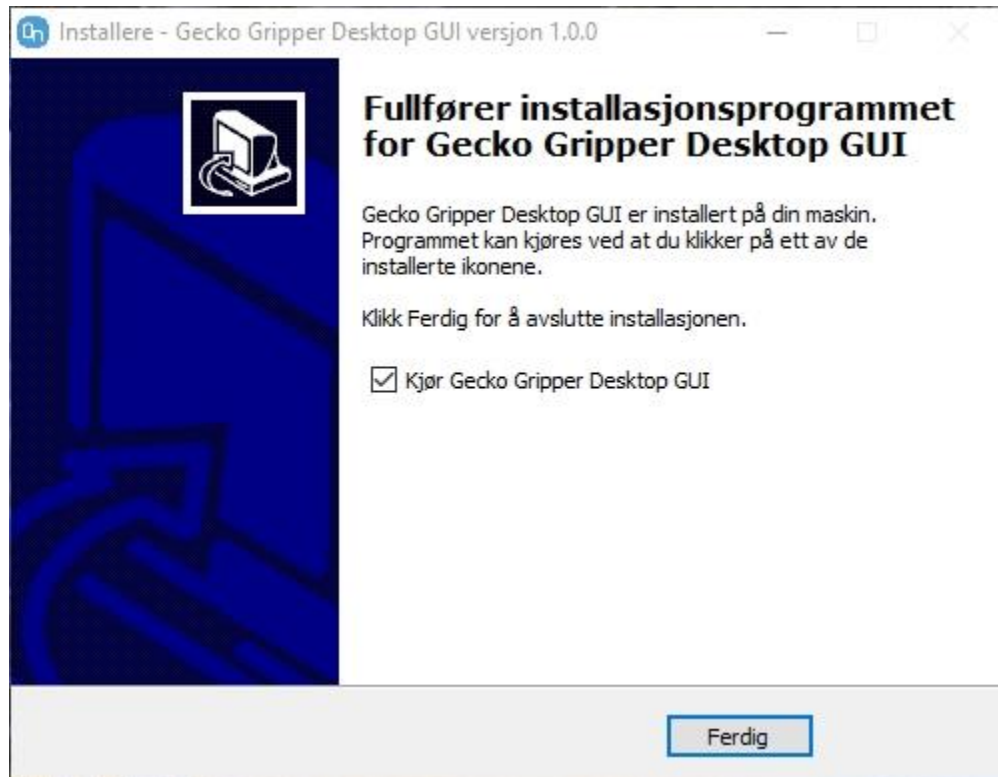 On Installere - Gecko Gripper Desktop GUI versjon 1.0.0
Fullfører installasjonsprogrammet
for Gecko Gripper Desktop GUI
Gecko Gripper Desktop GUI er installert på din maskin.
Programmet kan kjøres ved at du klikker på ett av de
installerte ikonene.
Klikk Ferdig for å avslutte installasjonen.
Kjør Gecko Gripper Desktop GUI
Ferdig